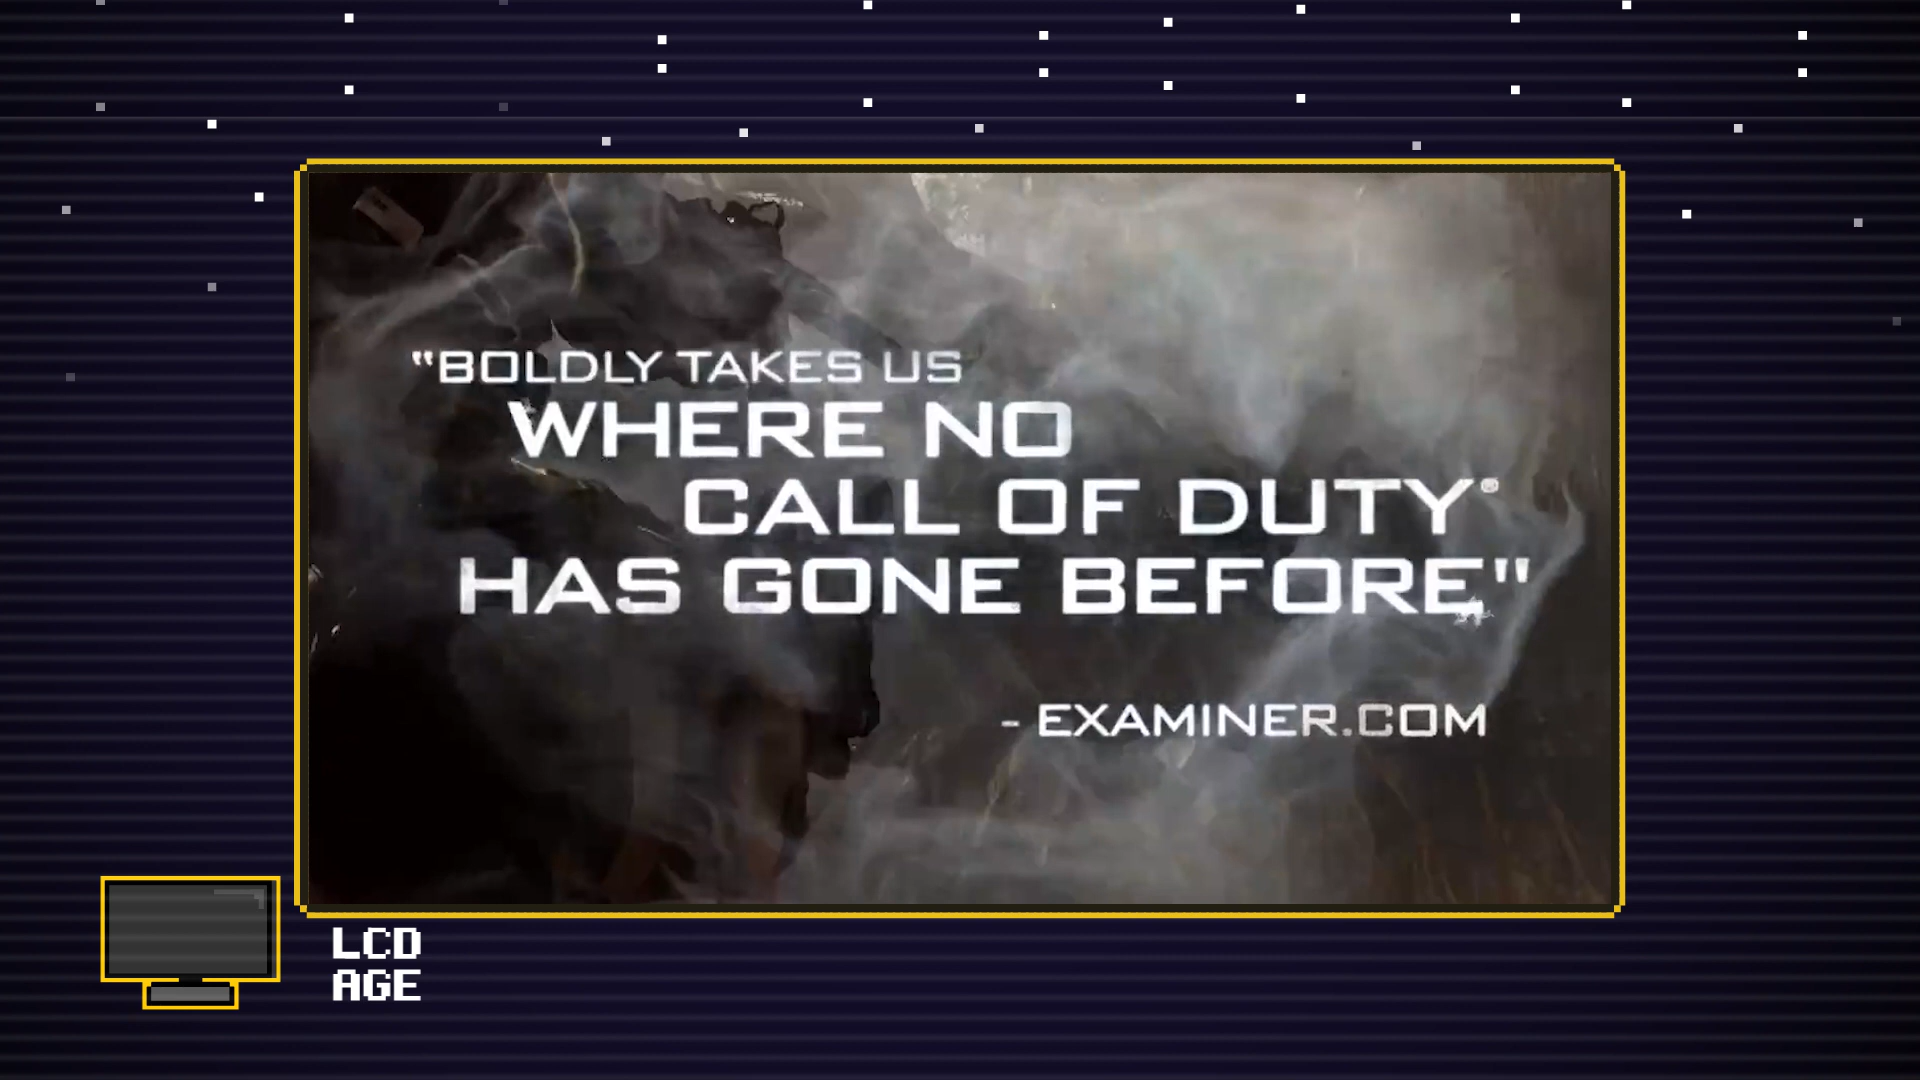 "BOLDLY TAKES US
WHERE NO
CALL OF DUTY®
HAS GONE BEFORE"
- EXAMINER.COM
LCD
AGE